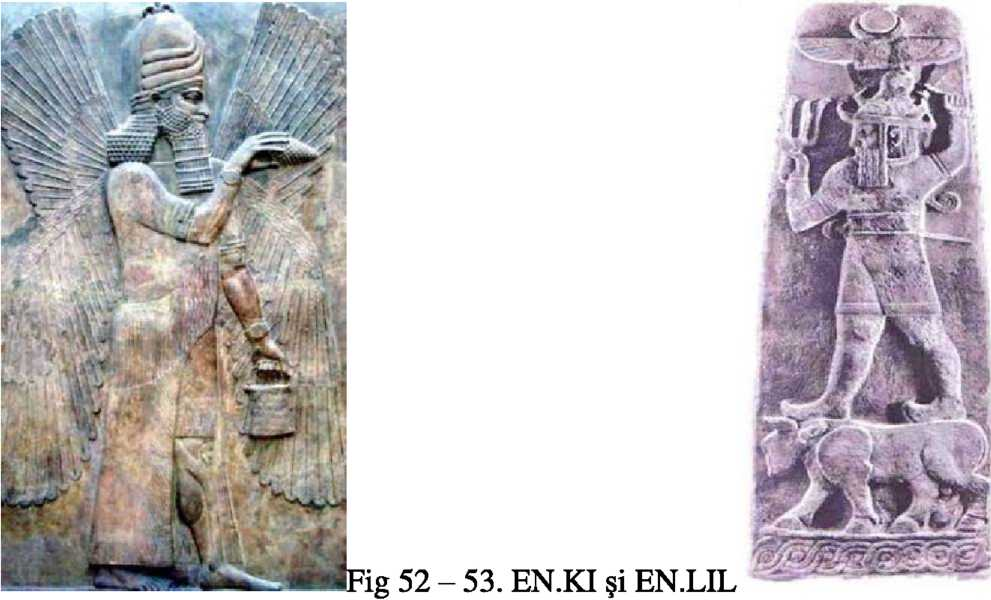 Fig 52 – 53. EN.KI şi EN.LIL